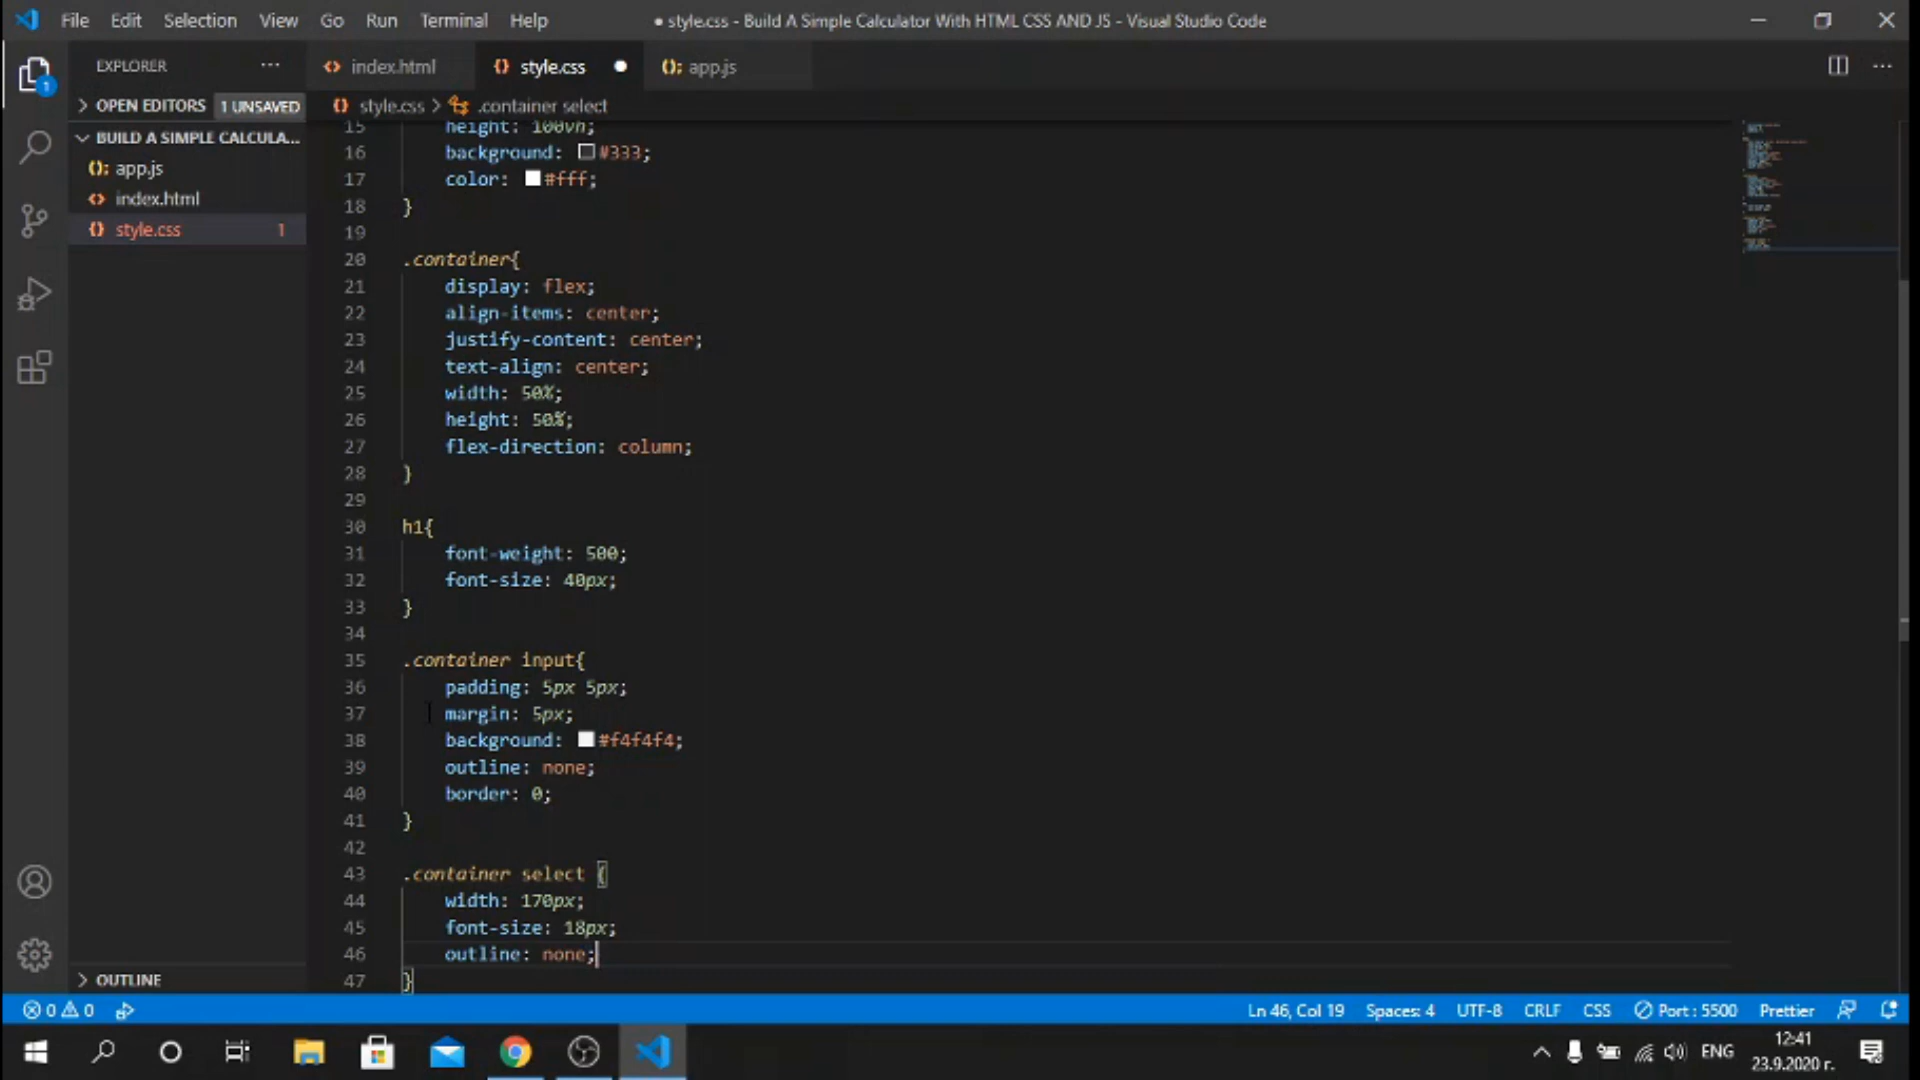 File Edit Selection View Go Run Terminal Help
● style.css - Build A Simple Calculator With HTML CSS AND JS - Visual Studio Code
EXPLORER ···
index.html
style.css ●
app.js
OPEN EDITORS 1 UNSAVED
style.css > .container select
BUILD A SIMPLE CALCULA...
app.js
index.html
style.css 1
15 height: 100vh;
16 background: #333;
17 color: #fff;
18 }
19
20 .container{
21 display: flex;
22 align-items: center;
23 justify-content: center;
24 text-align: center;
25 width: 50%;
26 height: 50%;
27 flex-direction: column;
28 }
29
30 h1{
31 font-weight: 500;
32 font-size: 40px;
33 }
34
35 .container input{
36 padding: 5px 5px;
37 margin: 5px;
38 background: #f4f4f4;
39 outline: none;
40 border: 0;
41 }
42
43 .container select {
44 width: 170px;
45 font-size: 18px;
46 outline: none;
47 }
OUTLINE
1
0 0 Ln 46, Col 19 Spaces: 4 UTF-8 CRLF CSS Port : 5500 Prettier
ENG
12:41
23.9.2020 г.